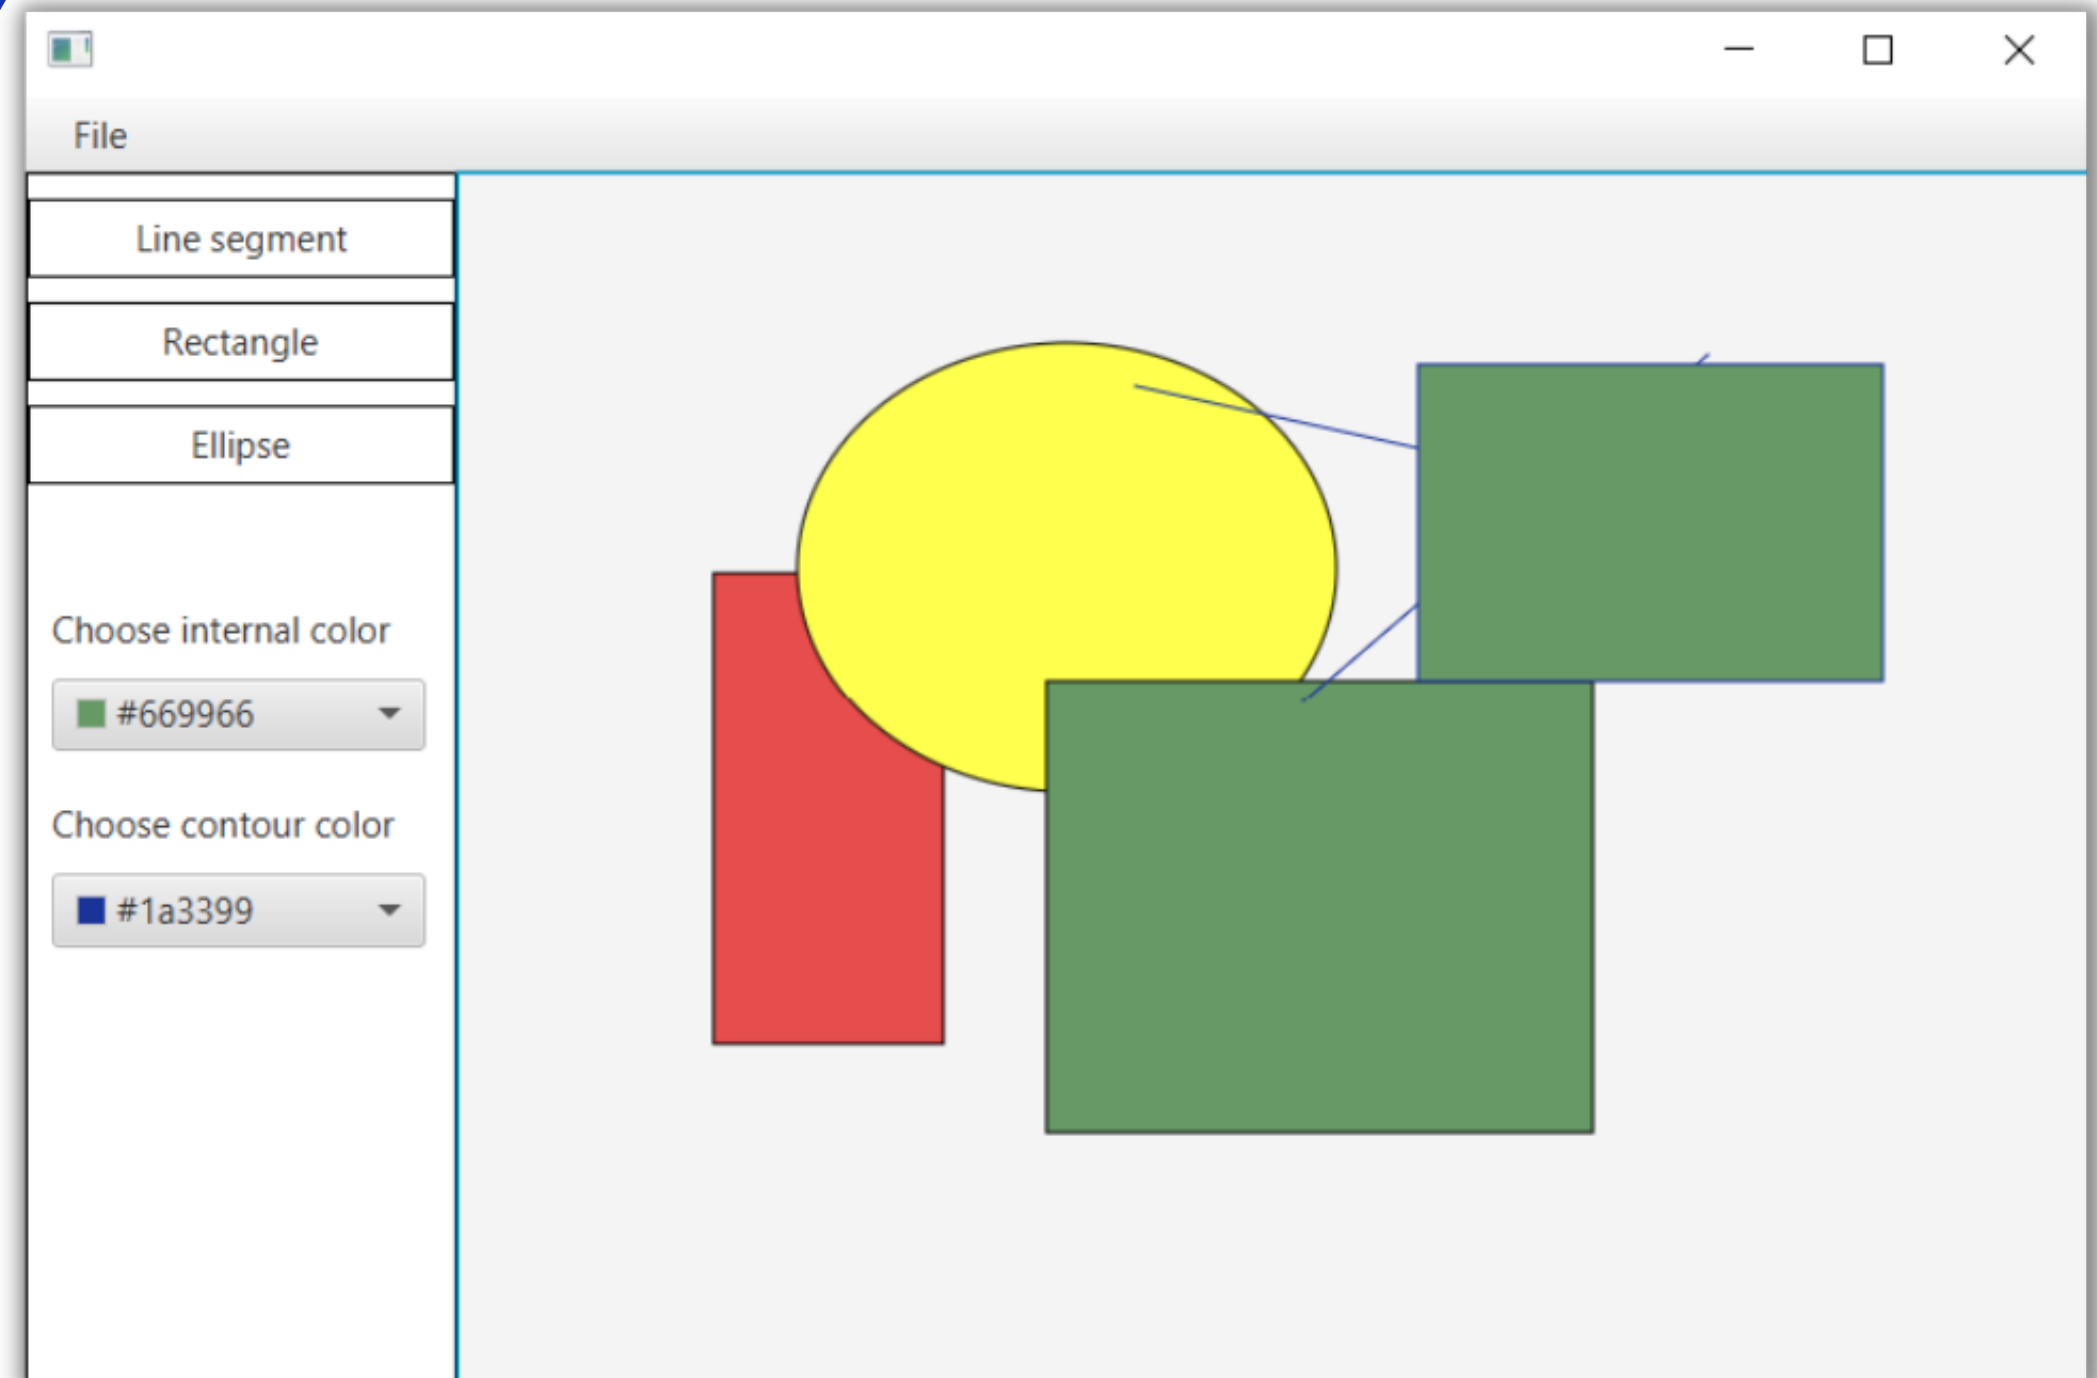 File
Line segment
Rectangle
Ellipse
Choose internal color
#669966
Choose contour color
#1a3399